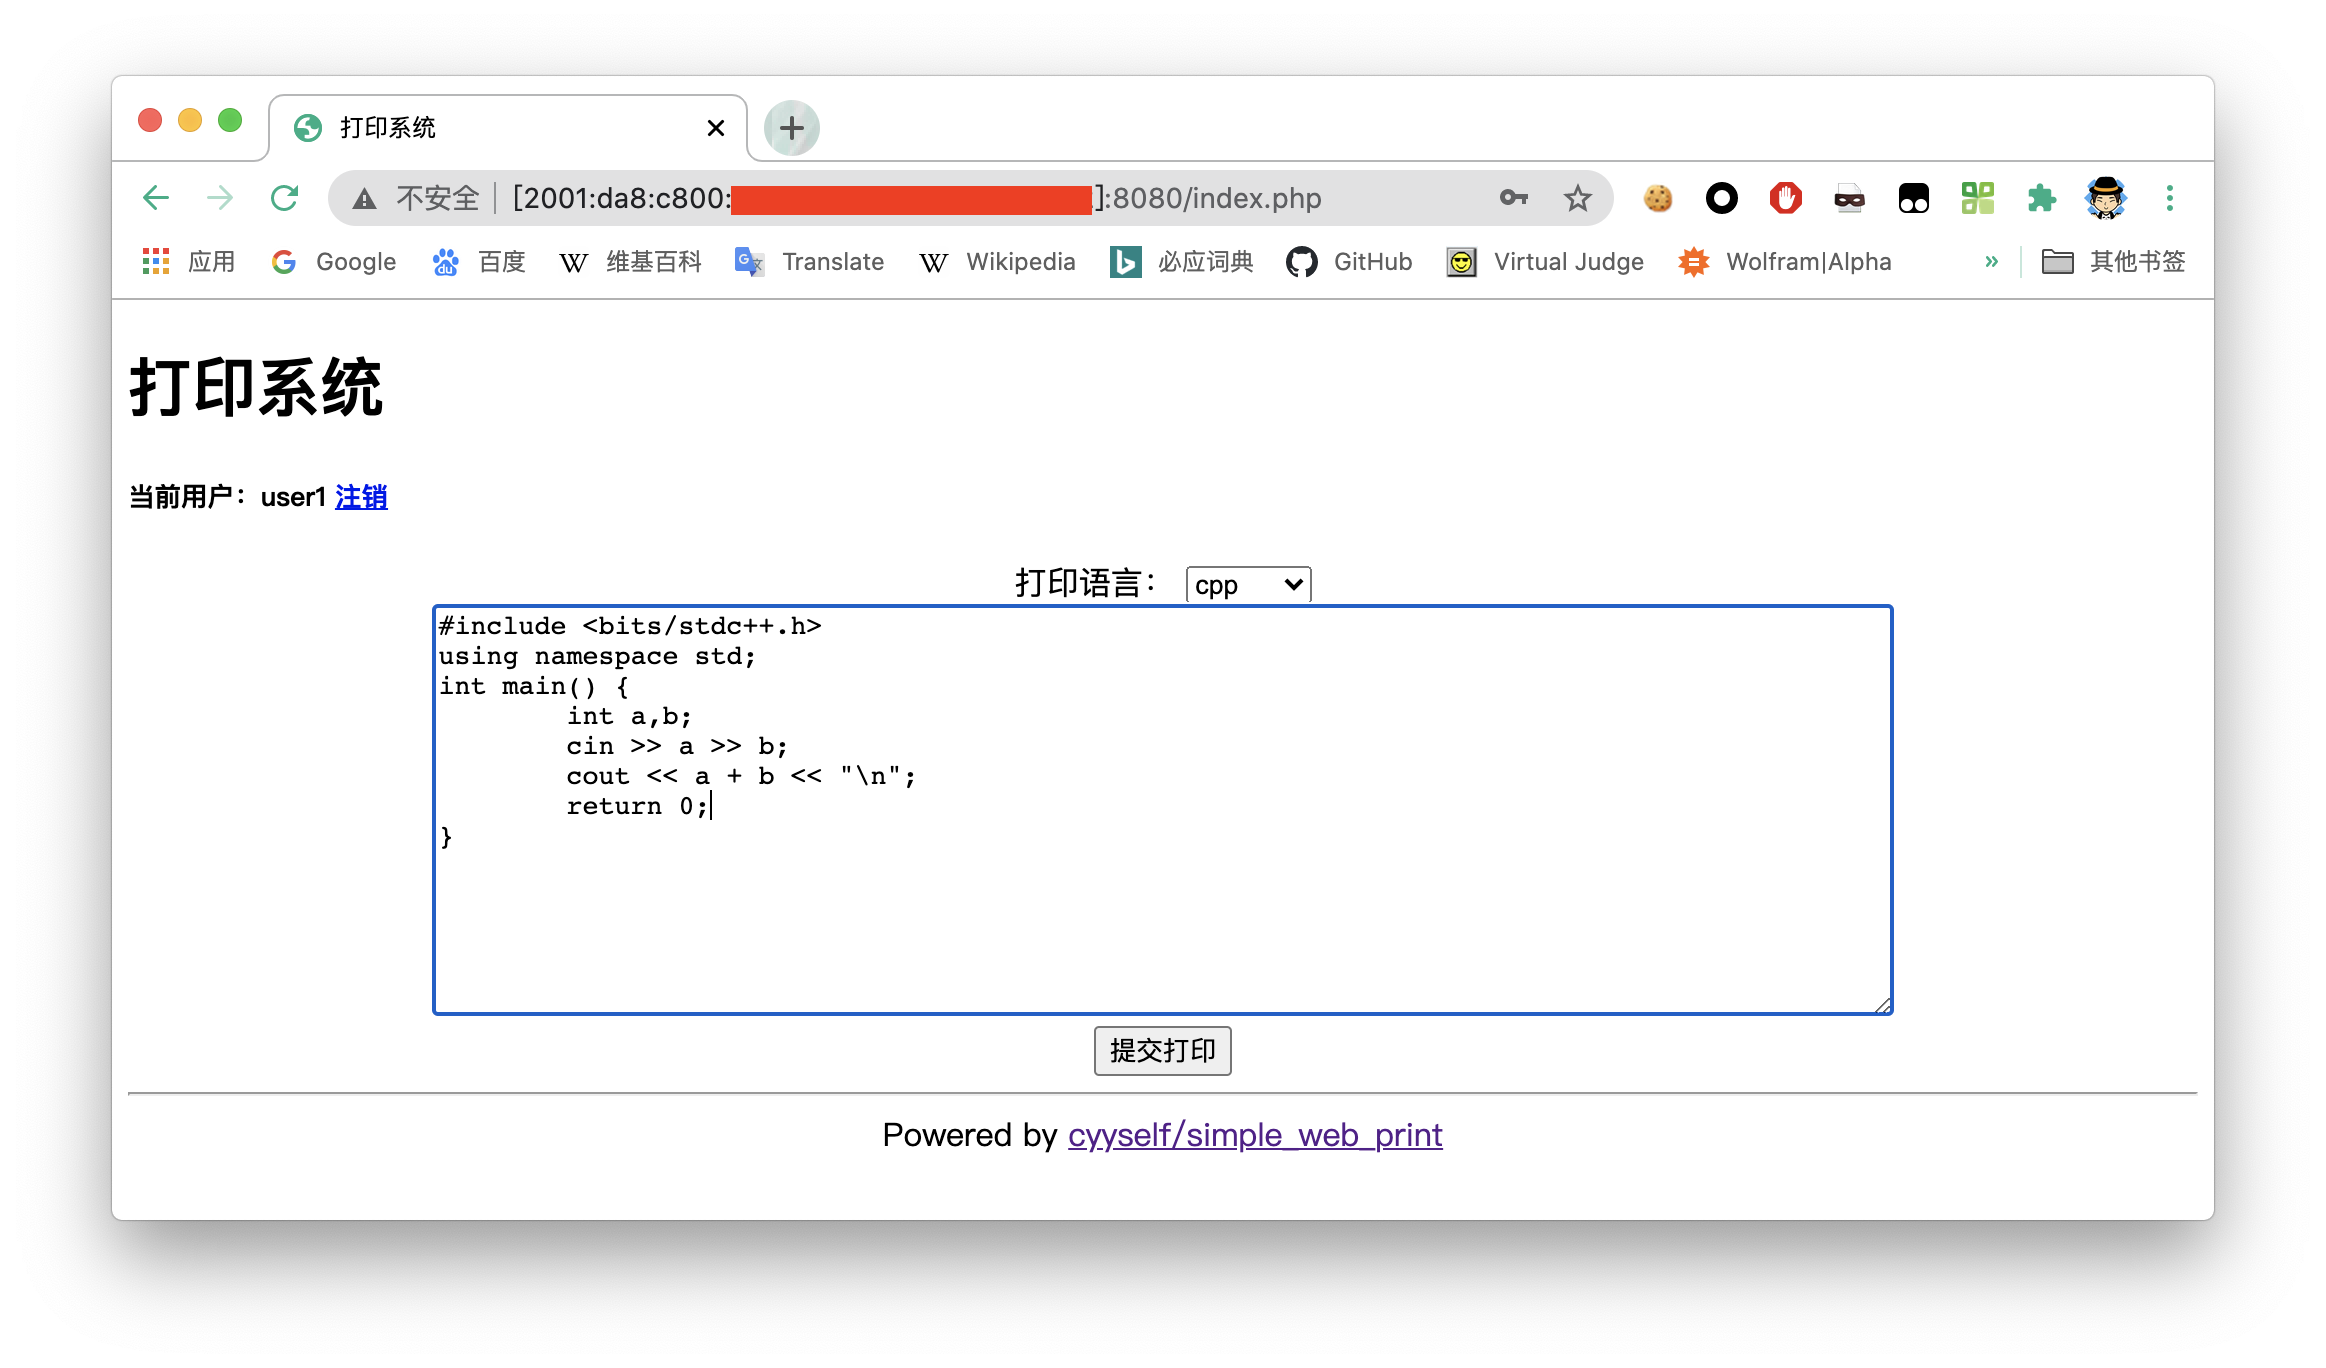 打印系统
不安全 [2001:da8:c800: ]:8080/index.php
应用 Google 百度 维基百科 Translate Wikipedia 必应词典 GitHub Virtual Judge Wolfram|Alpha » 其他书签
打印系统
当前用户：user1 注销
打印语言： cpp
#include <bits/stdc++.h>
using namespace std;
int main() {
        int a,b;
        cin >> a >> b;
        cout << a + b << "\n";
        return 0;
}
提交打印
Powered by cyyself/simple_web_print